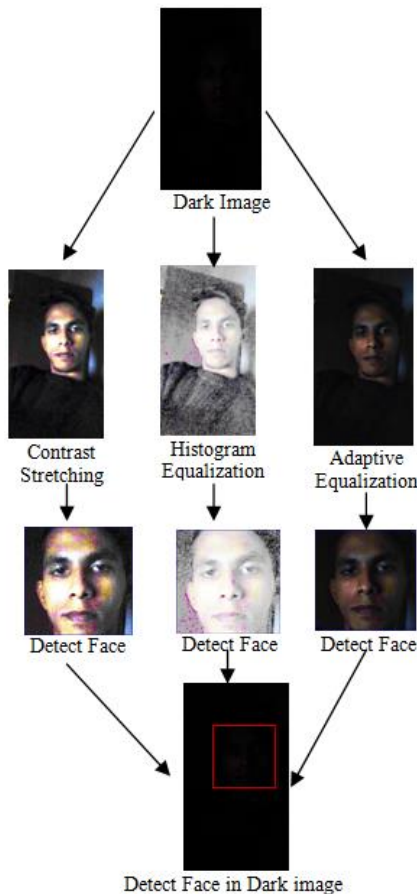 Dark Image
Contrast
Stretching
Histogram
Equalization
Adaptive
Equalization
Detect Face
Detect Face
Detect Face
Detect Face in Dark image